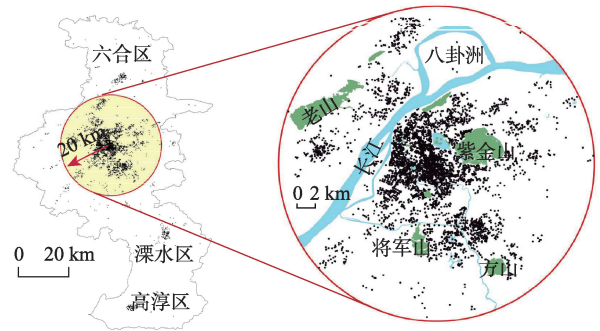 六合区
20 km
0 20 km
溧水区
高淳区
八卦洲
老山
长江
紫金山
0 2 km
将军山
方山